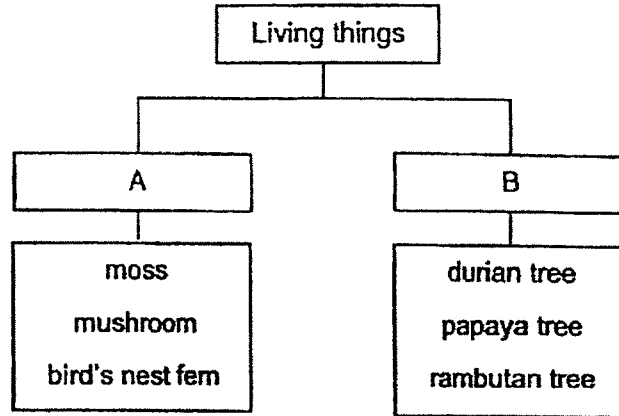 Living things
A
B
moss
mushroom
bird's nest fern
durian tree
papaya tree
rambutan tree